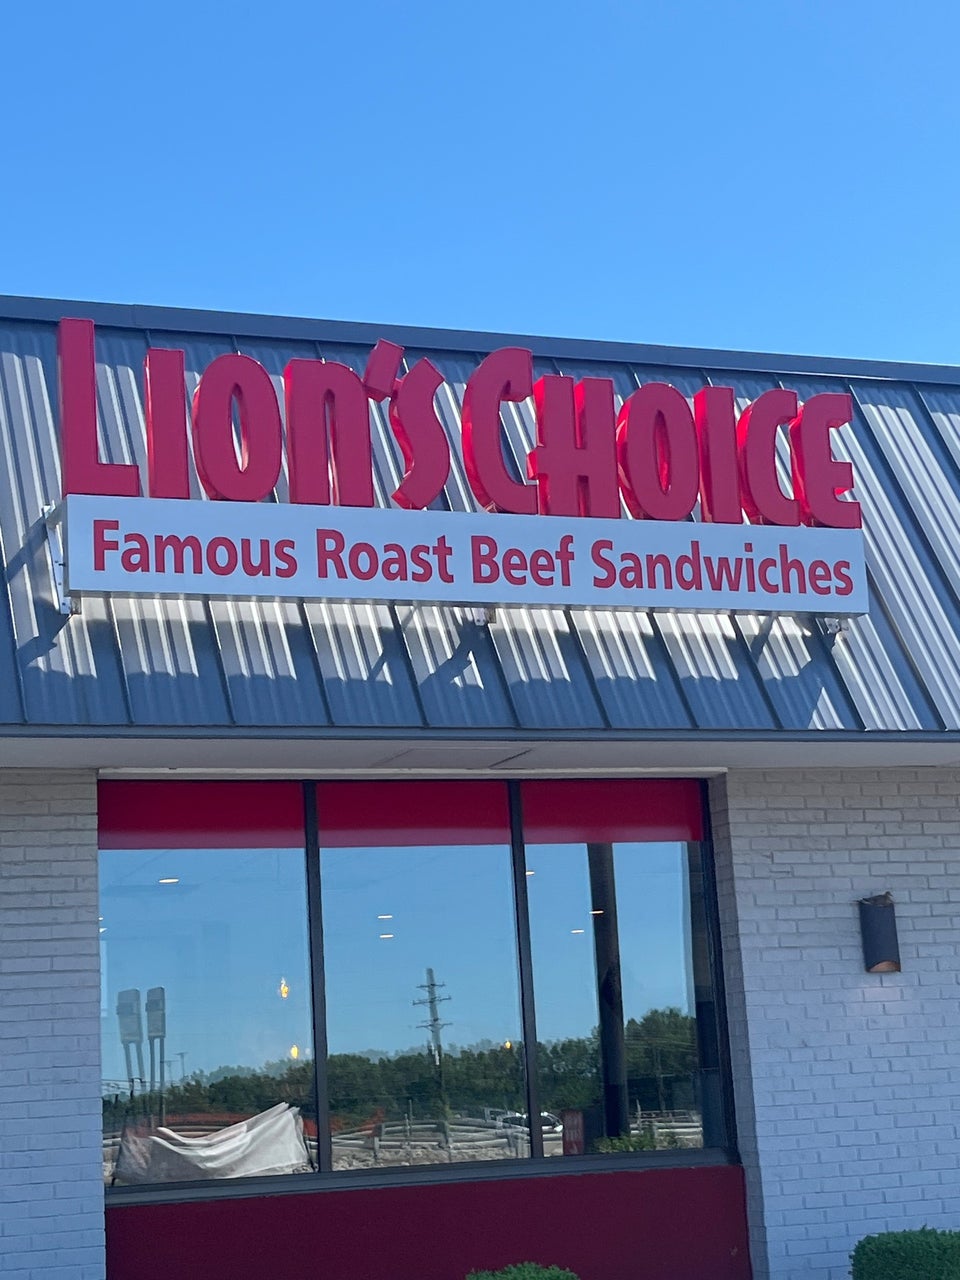 LION'S CHOICE
Famous Roast Beef Sandwiches